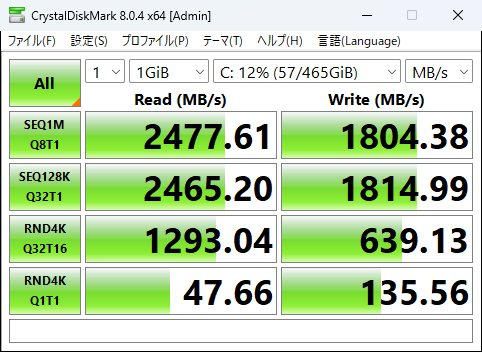 CrystalDiskMark 8.0.4 x64 [Admin]
ファイル(F) 設定(S) プロファイル(P) テーマ(T) ヘルプ(H) 言語(Language)
All 1 1GiB C: 12% (57/465GiB) MB/s
Read (MB/s) Write (MB/s)
SEQ1M
Q8T1 2477.61 1804.38
SEQ128K
Q32T1 2465.20 1814.99
RND4K
Q32T16 1293.04 639.13
RND4K
Q1T1 47.66 135.56